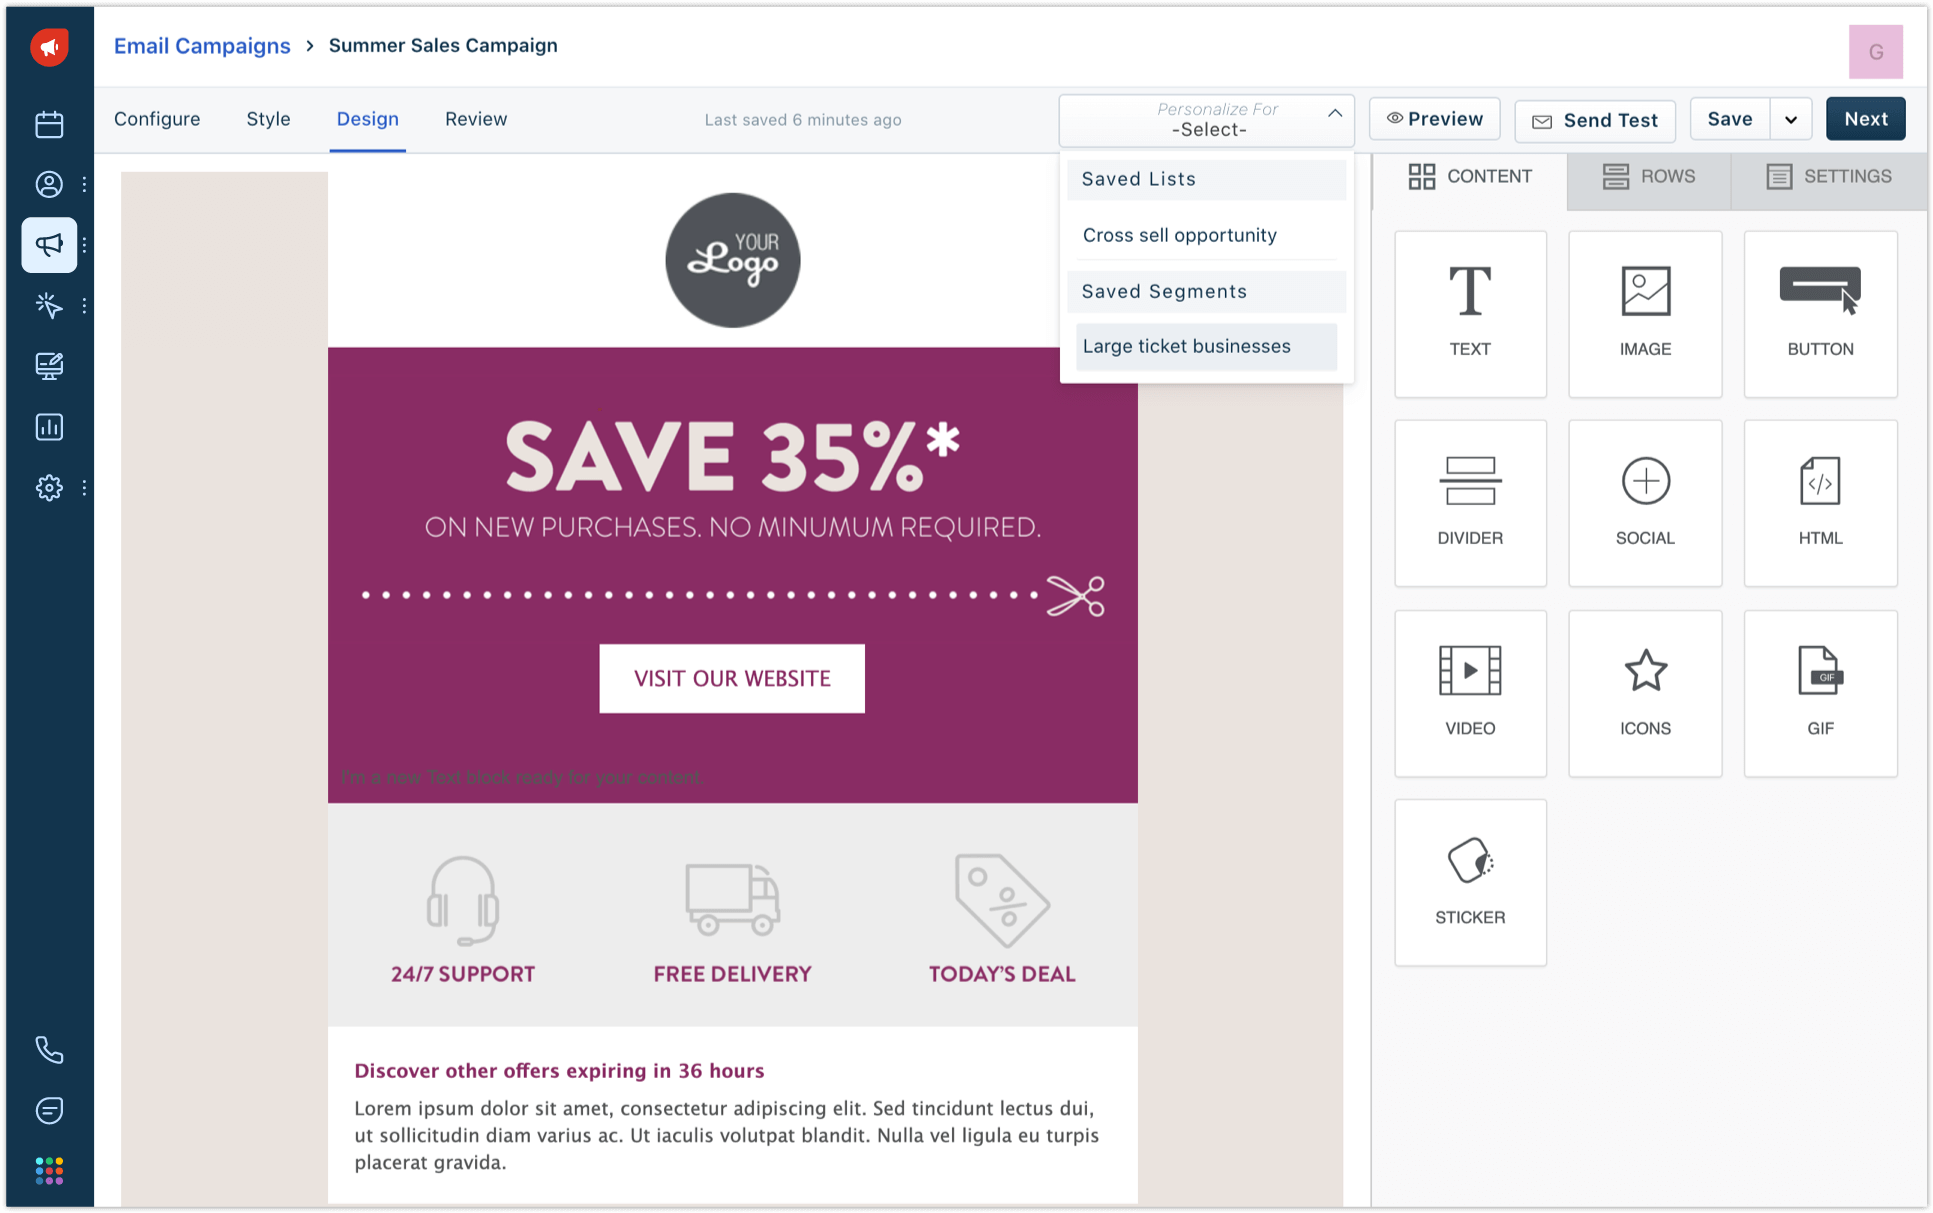 Email Campaigns > Summer Sales Campaign
G
Configure Style Design Review
Last saved 6 minutes ago
Personalize For
-Select-
Preview
Send Test
Save
Next
Saved Lists
Cross sell opportunity
Saved Segments
Large ticket businesses
YOUR
Logo
SAVE 35%*
ON NEW PURCHASES. NO MINUMUM REQUIRED.
VISIT OUR WEBSITE
I'm a new Text block ready for your content.
24/7 SUPPORT
FREE DELIVERY
TODAY'S DEAL
Discover other offers expiring in 36 hours
Lorem ipsum dolor sit amet, consectetur adipiscing elit. Sed tincidunt lectus dui,
ut sollicitudin diam varius ac. Ut iaculis volutpat blandit. Nulla vel ligula eu turpis
placerat gravida.
CONTENT
ROWS
SETTINGS
TEXT
IMAGE
BUTTON
DIVIDER
SOCIAL
</>
HTML
VIDEO
ICONS
GIF
GIF
STICKER